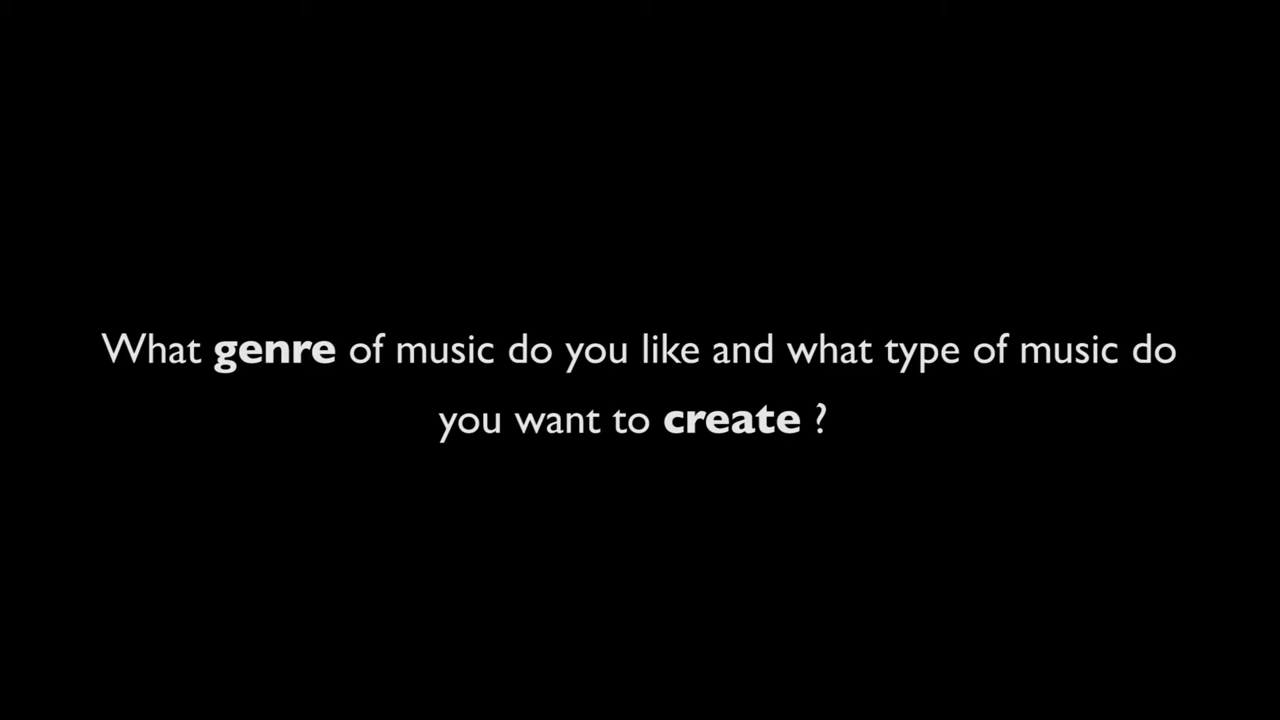 What genre of music do you like and what type of music do
you want to create ?